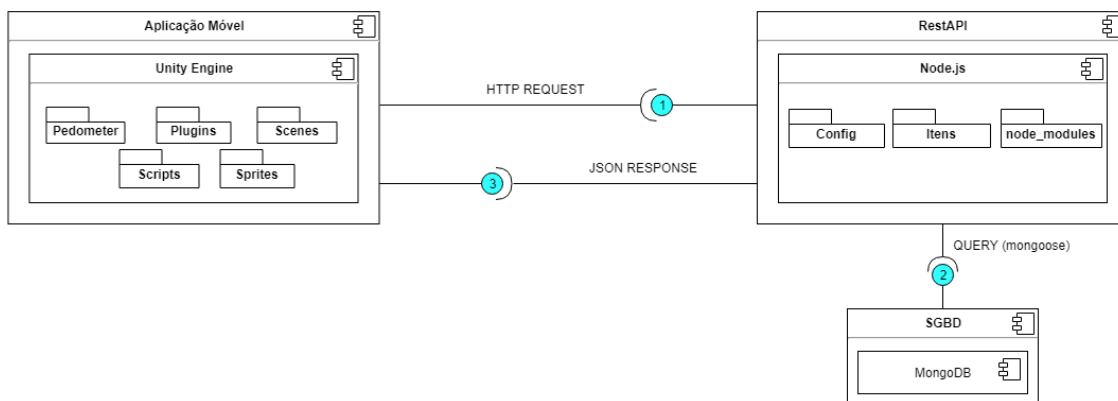 Aplicação Móvel
Unity Engine
Pedometer
Plugins
Scenes
Scripts
Sprites
HTTP REQUEST
1
3
JSON RESPONSE
RestAPI
Node.js
Config
Itens
node_modules
QUERY (mongoose)
2
SGBD
MongoDB